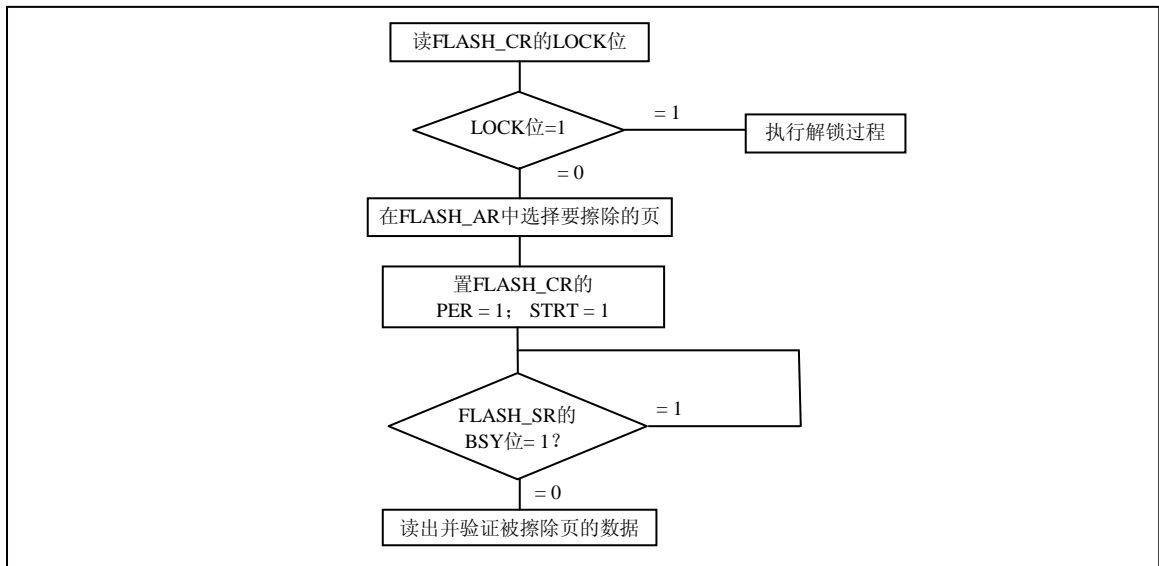 读FLASH_CR的LOCK位
LOCK位=1
= 1
执行解锁过程
= 0
在FLASH_AR中选择要擦除的页
置FLASH_CR的
PER = 1； STRT = 1
FLASH_SR的
BSY位= 1？
= 1
= 0
读出并验证被擦除页的数据